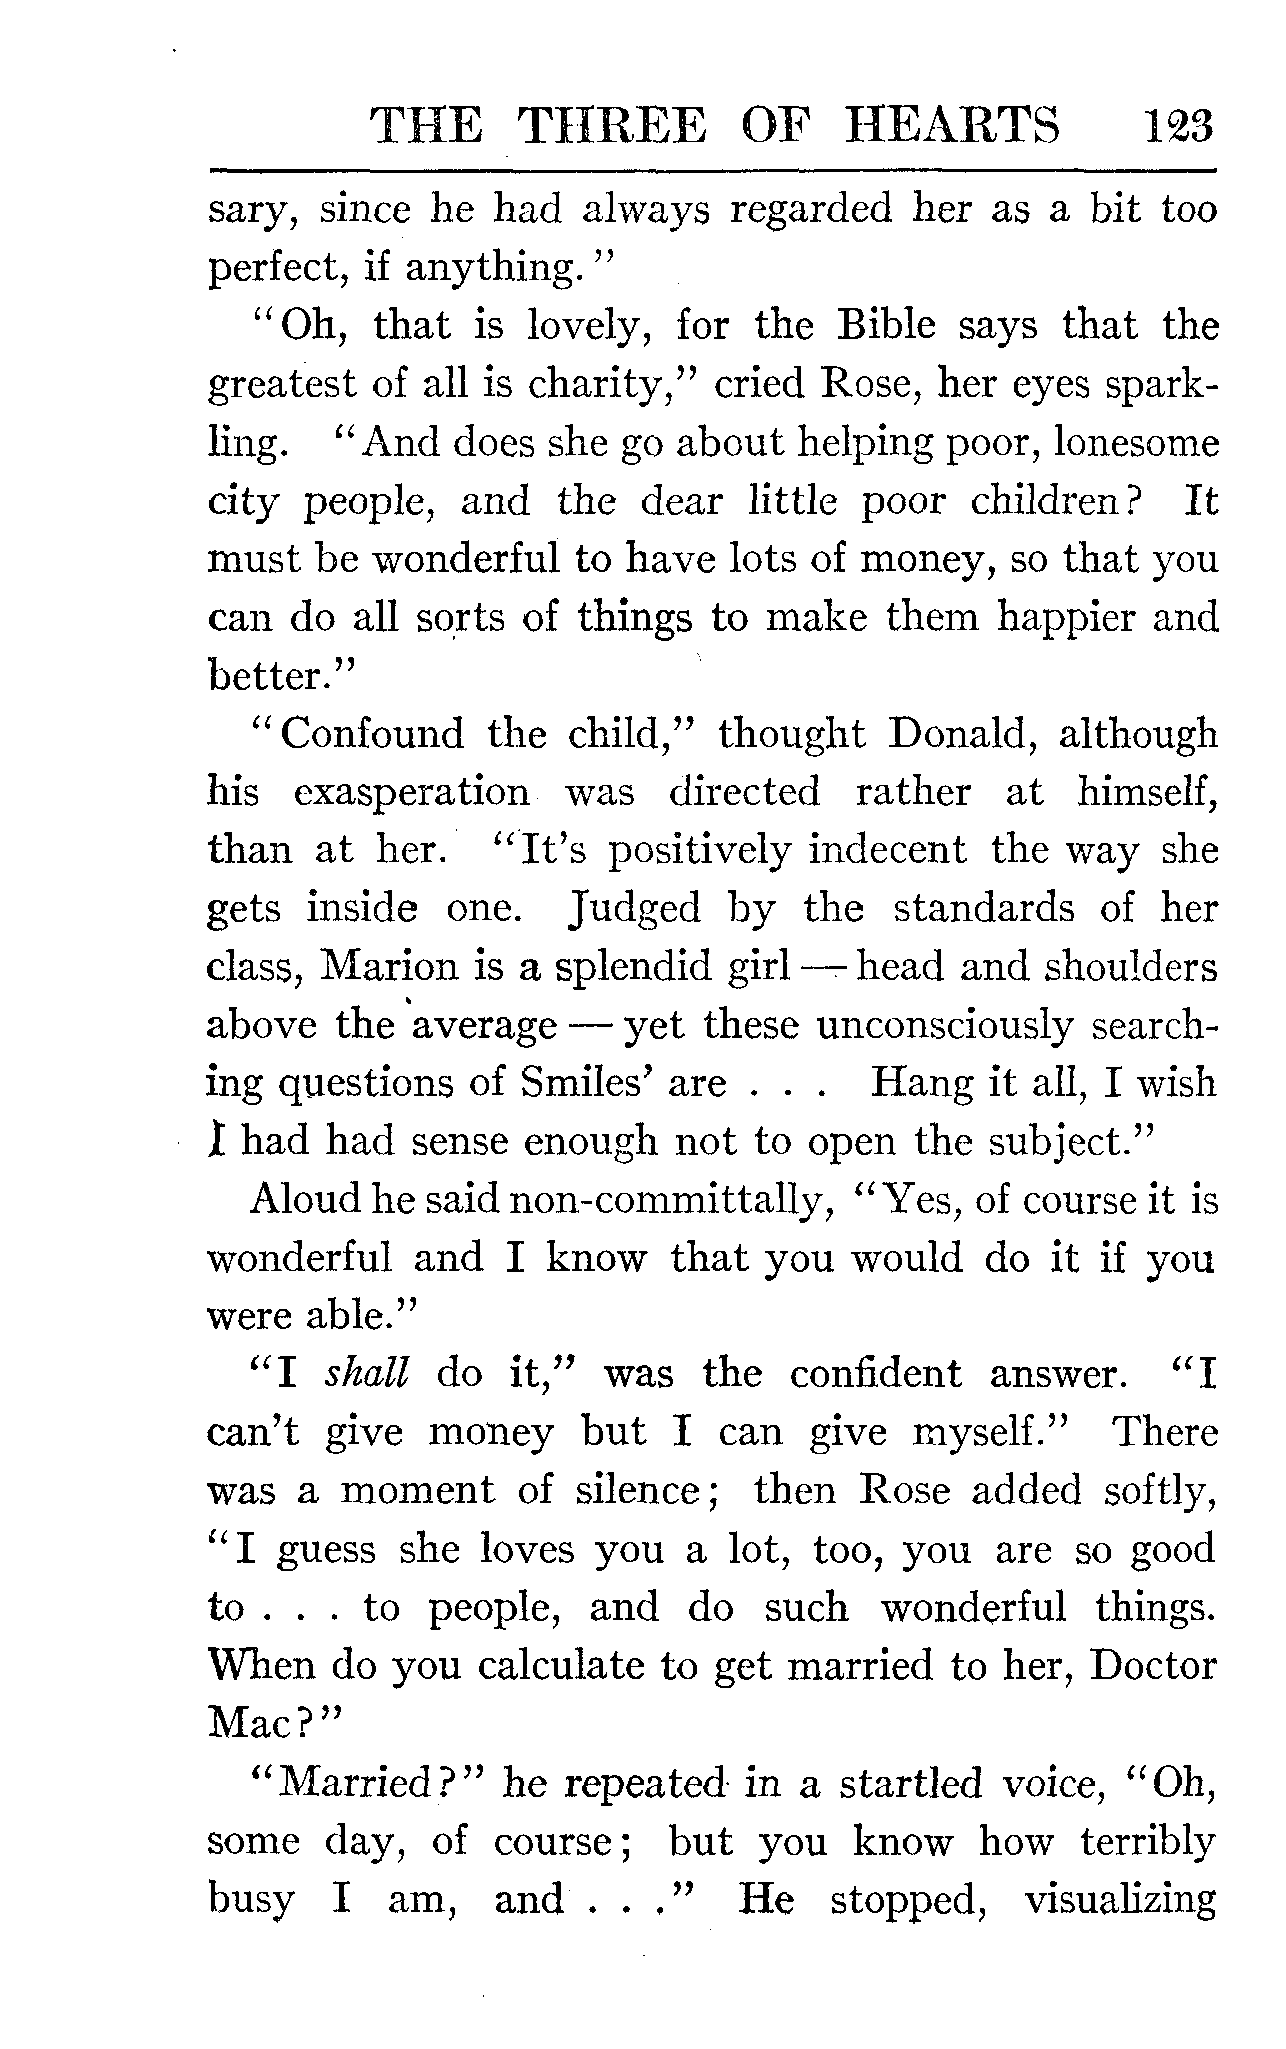 THE THREE OF HEARTS 123
sary, since he had always regarded her as a bit too
perfect, if anything."
"Oh, that is lovely, for the Bible says that the
greatest of all is charity," cried Rose, her eyes spark-
ling. "And does she go about helping poor, lonesome
city people, and the dear little poor children? It
must be wonderful to have lots of money, so that you
can do all sorts of things to make them happier and
better."
"Confound the child," thought Donald, although
his exasperation was directed rather at himself,
than at her. "It's positively indecent the way she
gets inside one. Judged by the standards of her
class, Marion is a splendid girl — head and shoulders
above the average — yet these unconsciously search-
ing questions of Smiles' are . . . Hang it all, I wish
I had had sense enough not to open the subject."
Aloud he said non-committally, "Yes, of course it is
wonderful and I know that you would do it if you
were able."
"I shall do it," was the confident answer. "I
can't give money but I can give myself." There
was a moment of silence; then Rose added softly,
"I guess she loves you a lot, too, you are so good
to . . . to people, and do such wonderful things.
When do you calculate to get married to her, Doctor
Mac?"
"Married?" he repeated in a startled voice, "Oh,
some day, of course; but you know how terribly
busy I am, and . . ." He stopped, visualizing